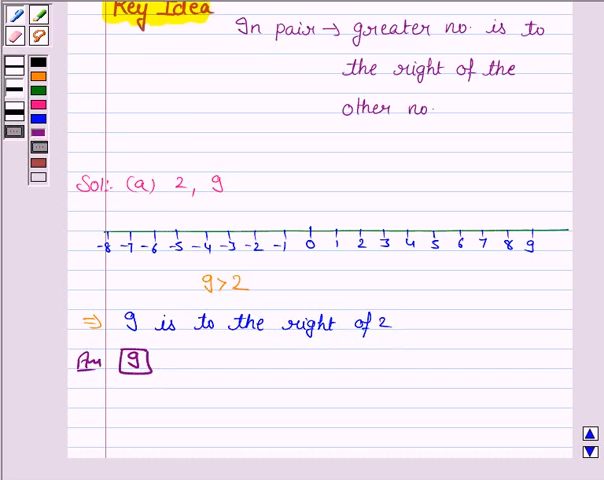 Key Idea
In pair → greater no. is to
the right of the
other no.
Sol:- (a) 2, 9
-8 -7 -6 -5 -4 -3 -2 -1 0 1 2 3 4 5 6 7 8 9
9 > 2
⇒ 9 is to the right of 2
Ans 9